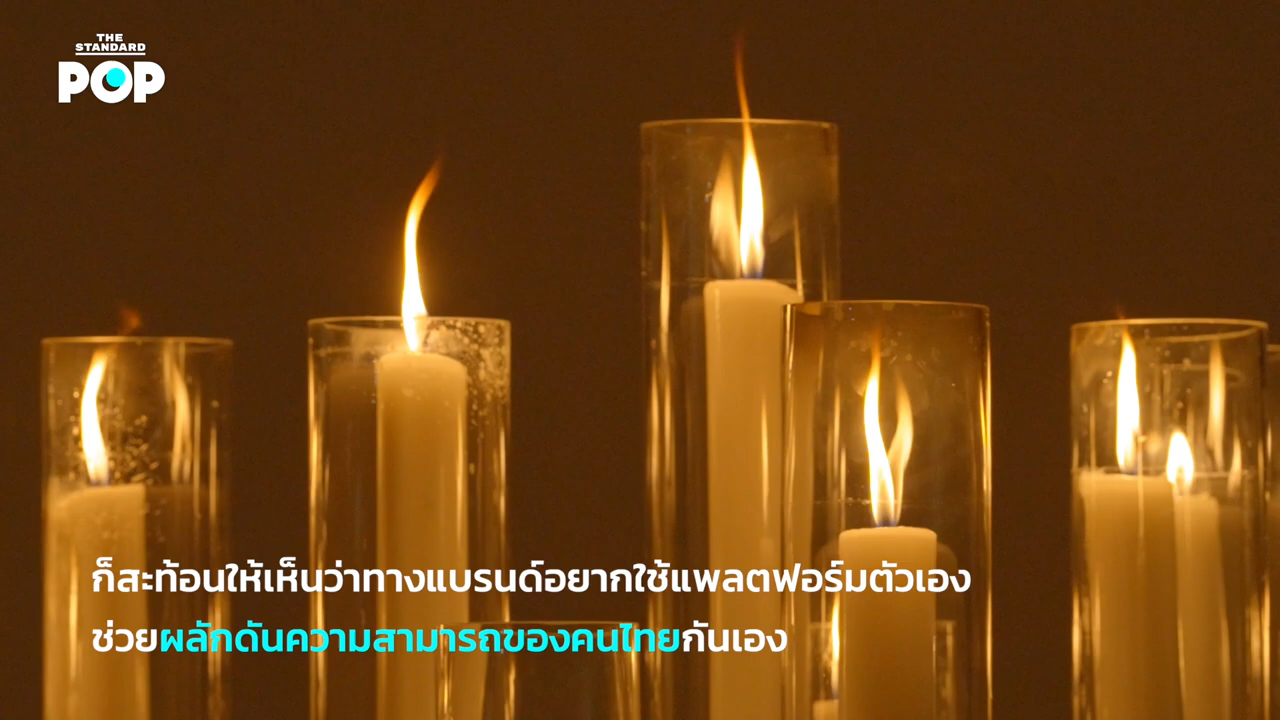 THE
STANDARD
POP
ก็สะท้อนให้เห็นว่าทางแบรนด์อยากใช้แพลตฟอร์มตัวเอง
ช่วยผลักดันความสามารถของคนไทยกันเอง